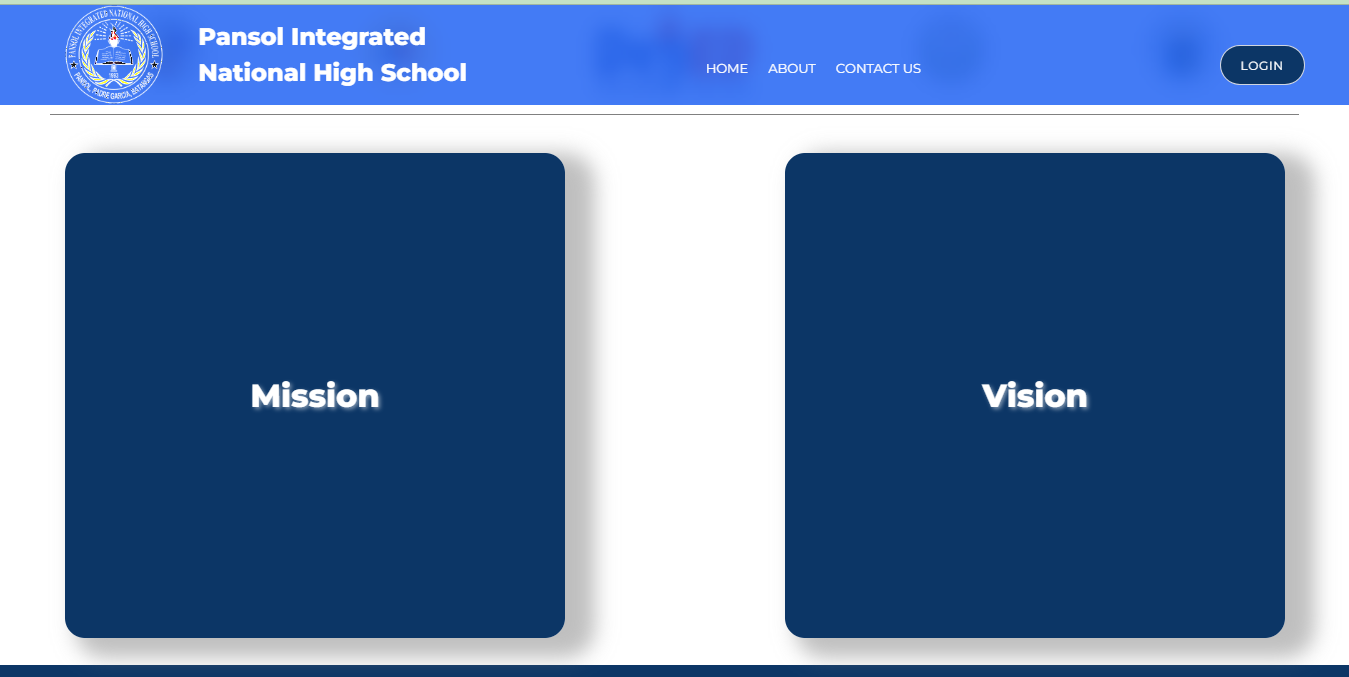 PANSOL INTEGRATED NATIONAL HIGH SCHOOL
PANSOL, PADRE GARCIA, BATANGAS
Pansol Integrated
National High School
HOME ABOUT CONTACT US
LOGIN
Mission
Vision